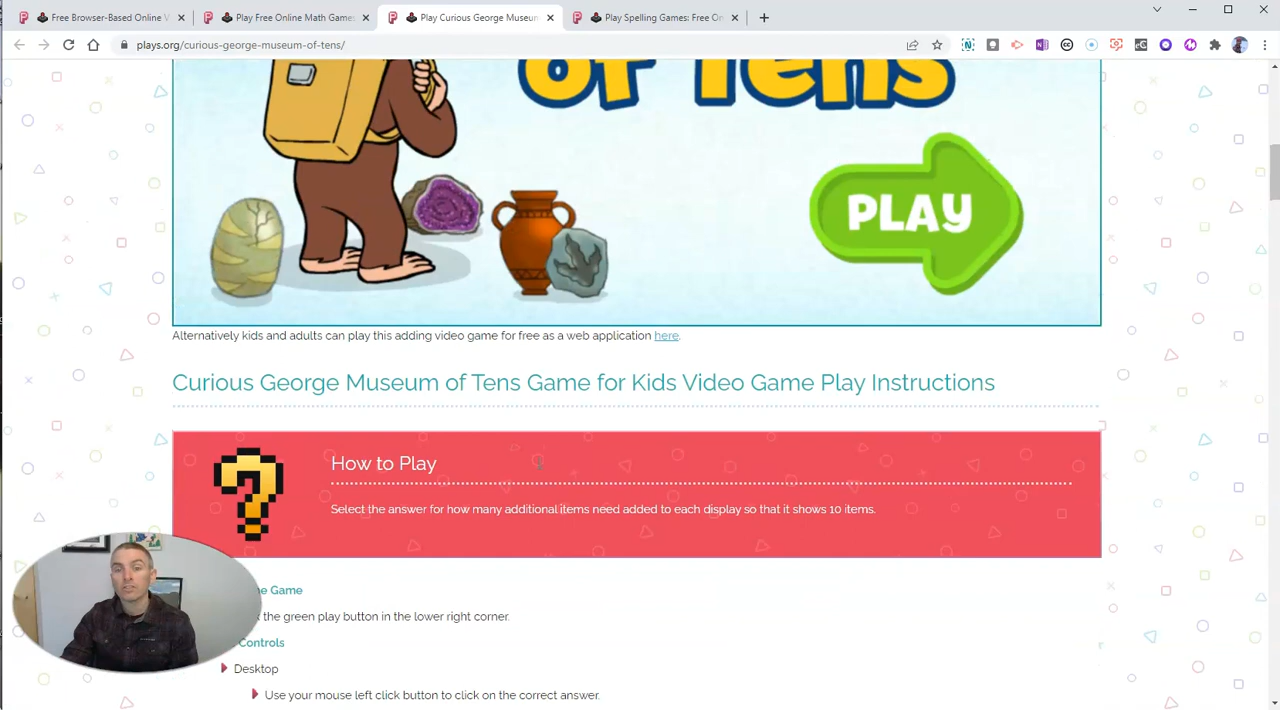 Free Browser-Based Online V
Play Free Online Math Games
Play Curious George Museum
Play Spelling Games: Free On
plays.org/curious-george-museum-of-tens/
of Tens
PLAY
Alternatively kids and adults can play this adding video game for free as a web application here.
Curious George Museum of Tens Game for Kids Video Game Play Instructions
How to Play
Select the answer for how many additional items need added to each display so that it shows 10 items.
Game
the green play button in the lower right corner.
Controls
Desktop
Use your mouse left click button to click on the correct answer.